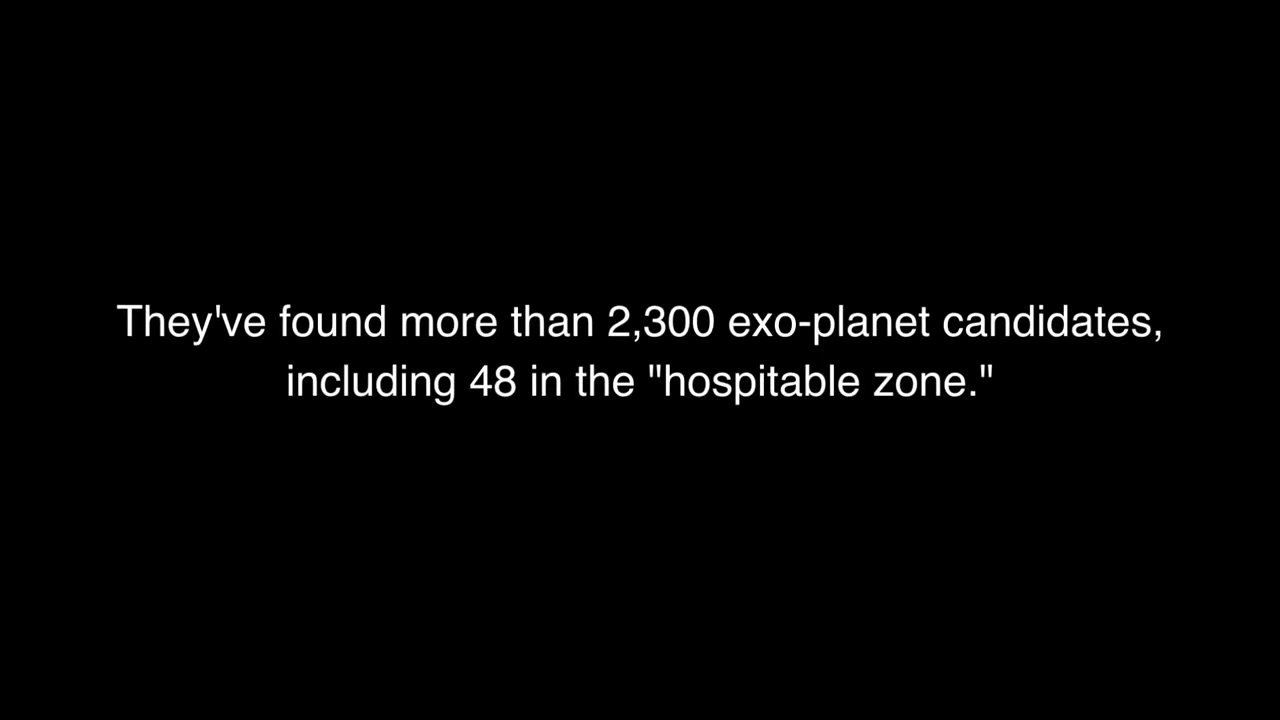 They've found more than 2,300 exo-planet candidates,
including 48 in the "hospitable zone."